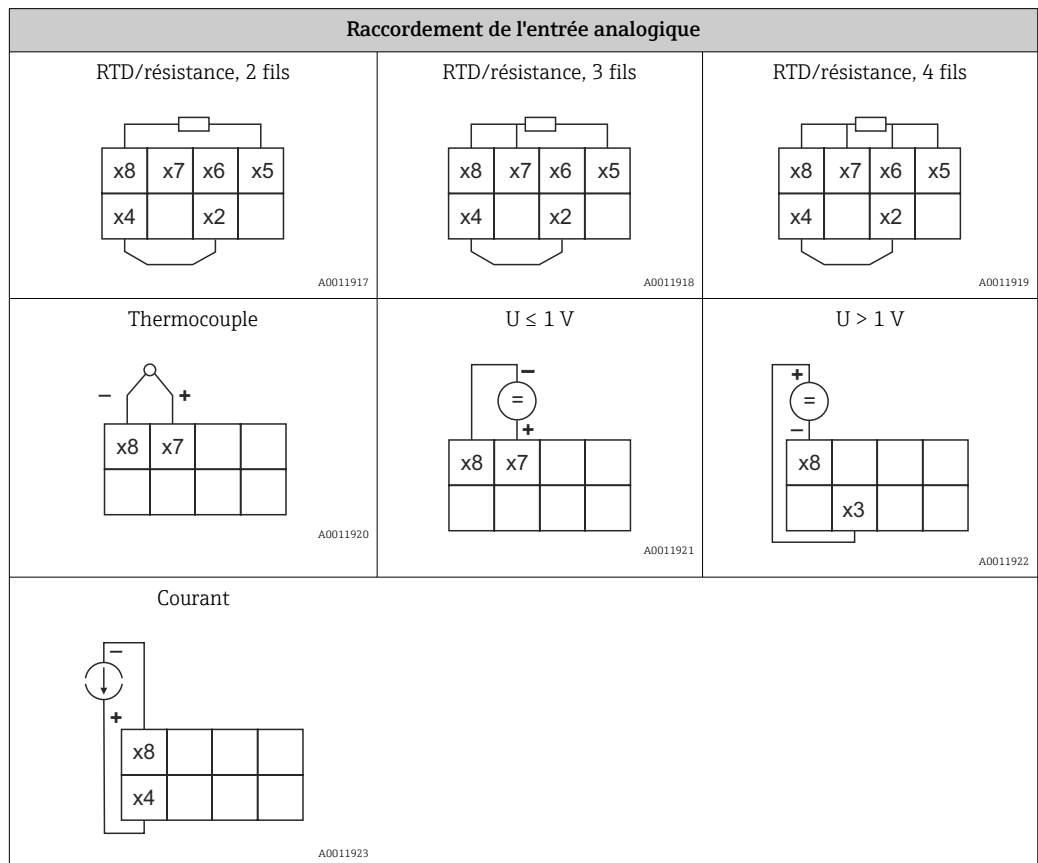 Raccordement de l'entrée analogique
RTD/résistance, 2 fils
x8 x7 x6 x5
x4 x2
A0011917
RTD/résistance, 3 fils
x8 x7 x6 x5
x4 x2
A0011918
RTD/résistance, 4 fils
x8 x7 x6 x5
x4 x2
A0011919
Thermocouple
– +
x8 x7
A0011920
U ≤ 1 V
–
=
+
x8 x7
A0011921
U > 1 V
+
=
–
x8
x3
A0011922
Courant
–
+
x8
x4
A0011923